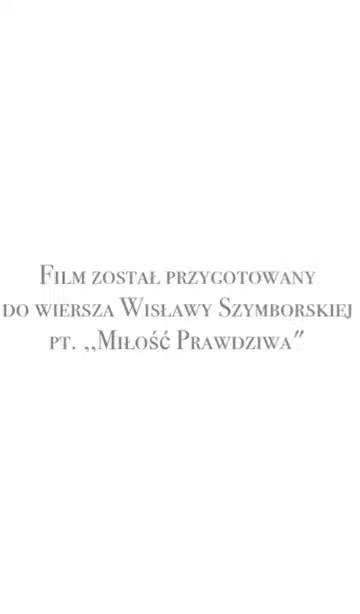 Film został przygotowany
do wiersza Wisławy Szymborskiej
pt. ,,Miłość Prawdziwa"